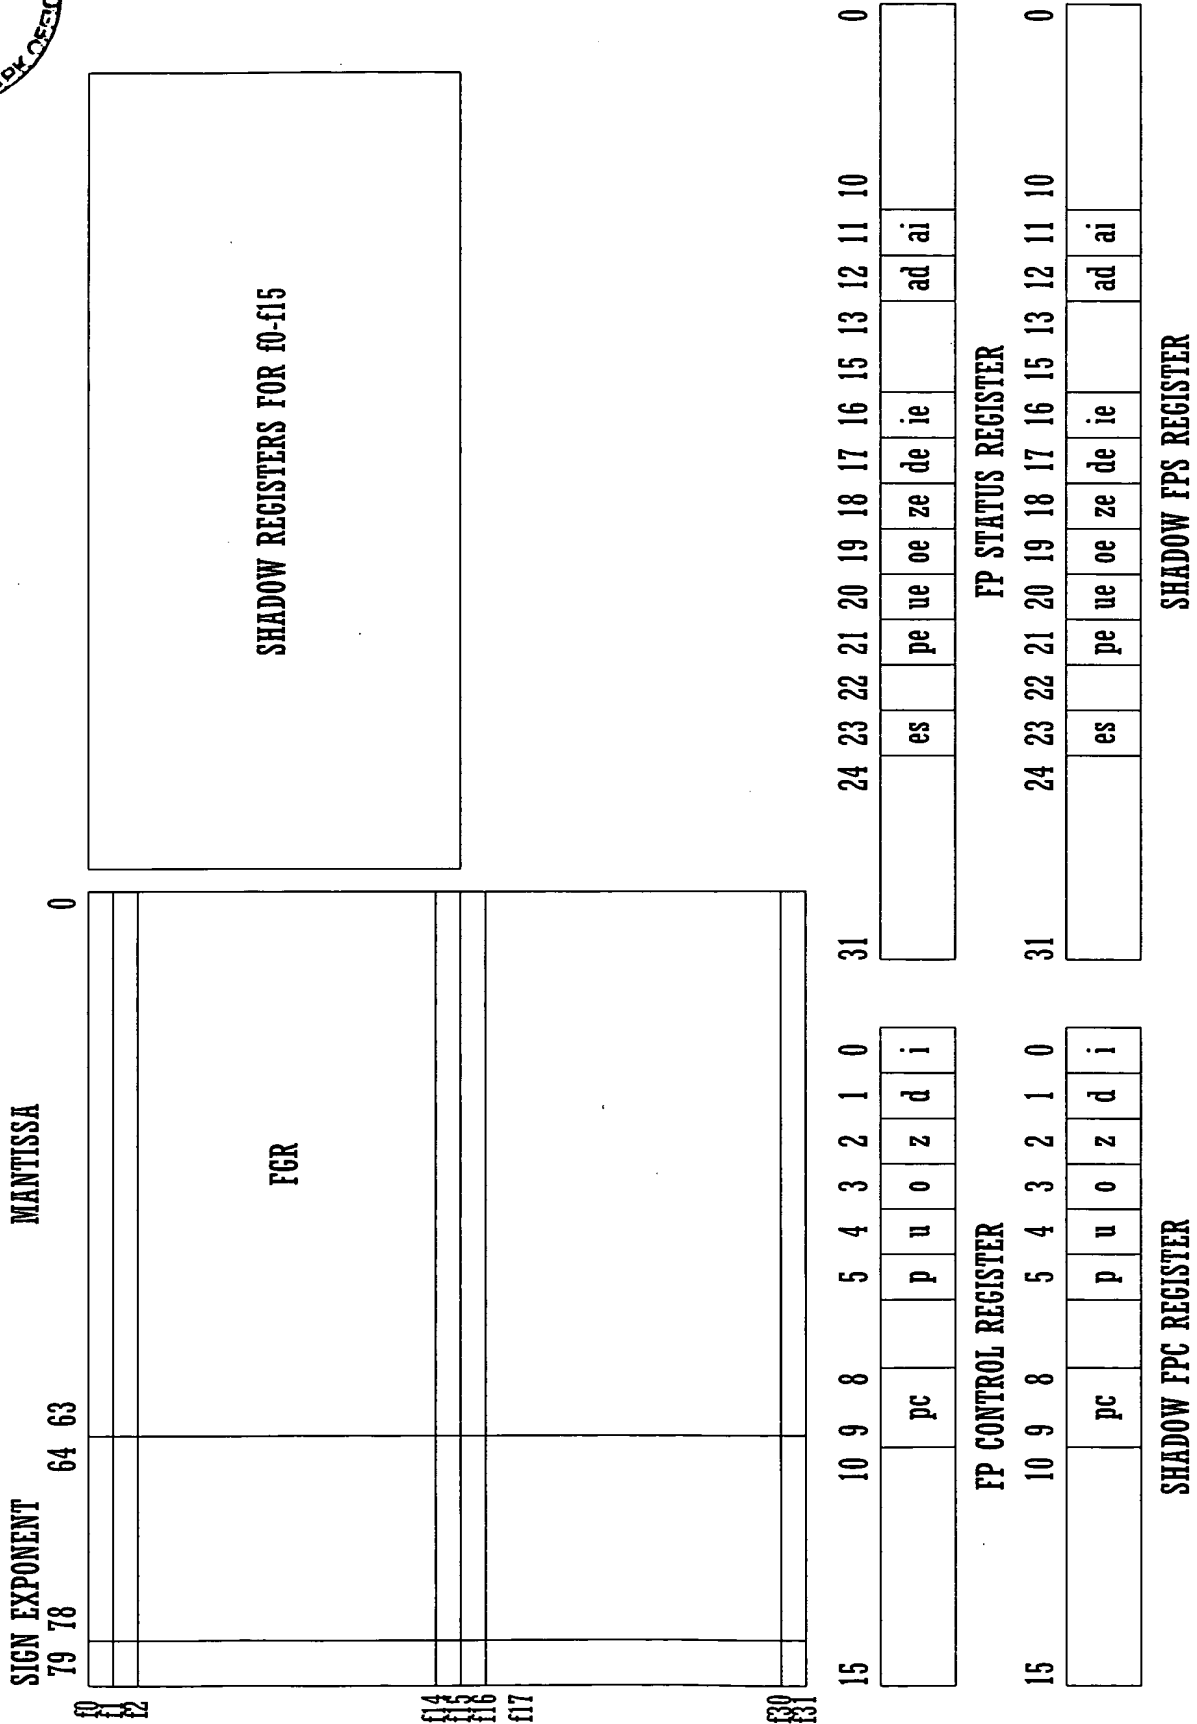 SIGN EXPONENT MANTISSA
79 78 64 63 0
f0
f1
f2
f14
f15
f16
f17
f30
f31
FGR
SHADOW REGISTERS FOR f0-f15
15 10 9 8 5 4 3 2 1 0
pc p u o z d i
FP CONTROL REGISTER
31 24 23 22 21 20 19 18 17 16 15 13 12 11 10 0
es pe ue oe ze de ie ad ai
FP STATUS REGISTER
15 10 9 8 5 4 3 2 1 0
pc p u o z d i
SHADOW FPC REGISTER
31 24 23 22 21 20 19 18 17 16 15 13 12 11 10 0
es pe ue oe ze de ie ad ai
SHADOW FPS REGISTER